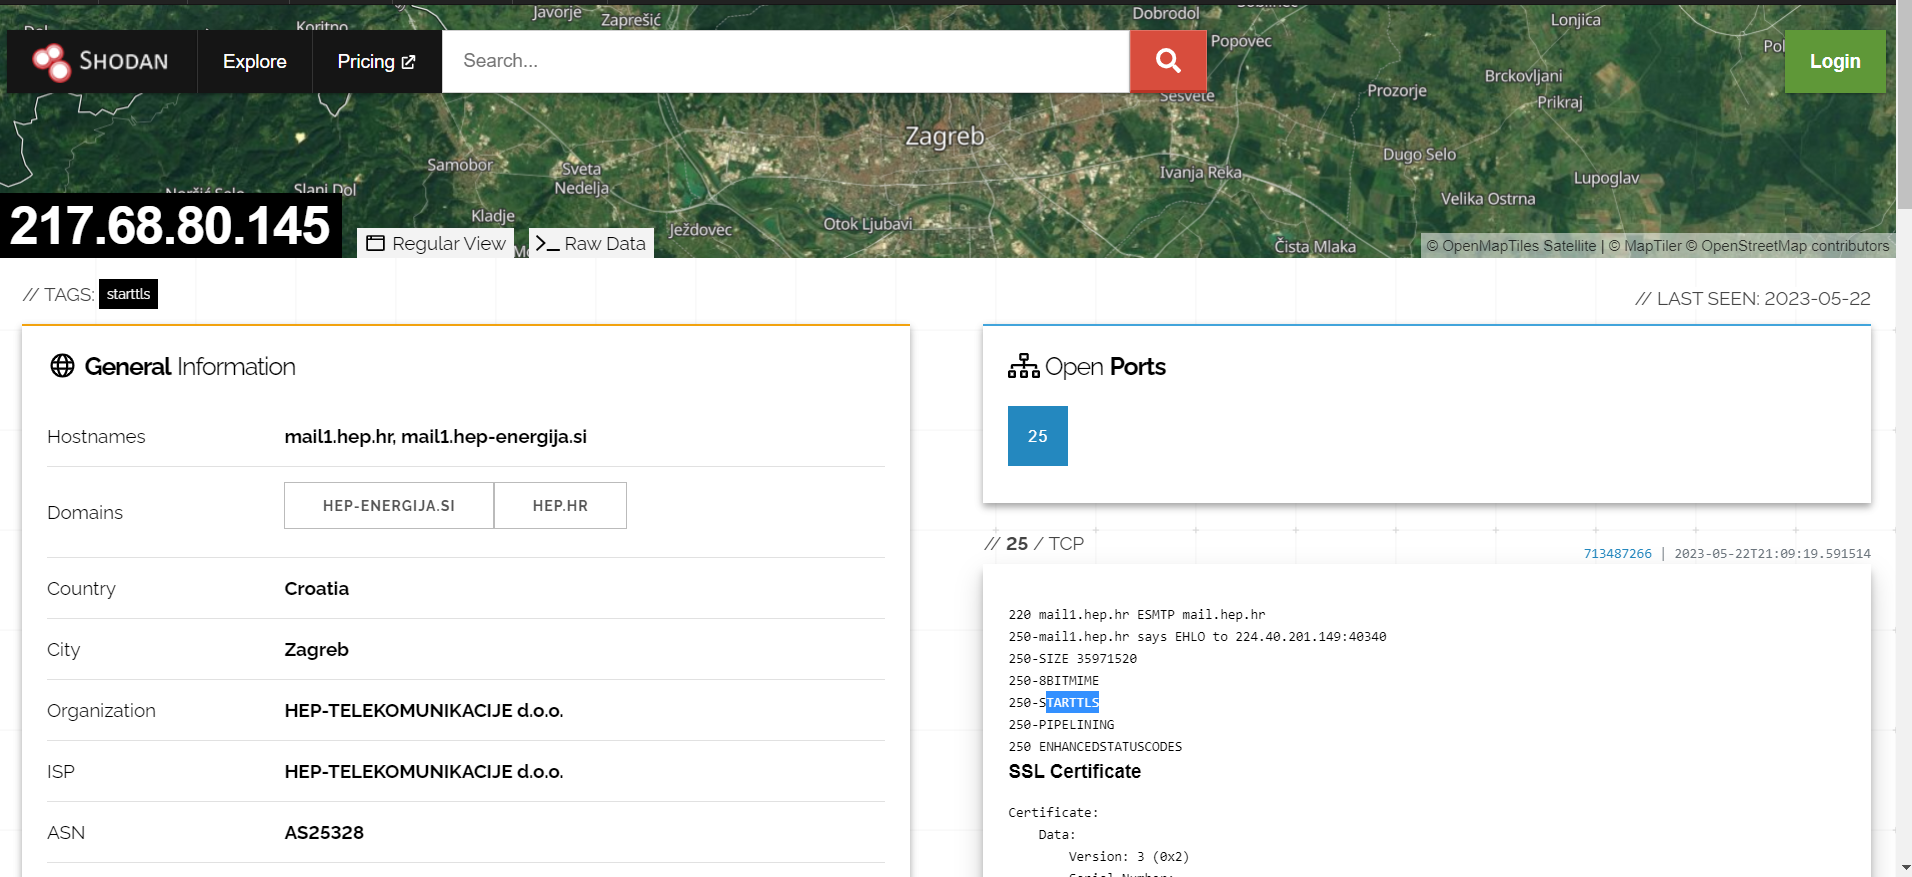 Javorje
Zaprešić
Koritno
Dobrodol
Lonjica
SHODAN
Explore
Pricing
Search...
Popovec
Login
Brckovljani
Prozorje
Prikraj
Sesvete
Zagreb
Samobor
Sveta
Nedelja
Dugo Selo
Ivanja Reka
Lupoglav
Slani Dol
Velika Ostrna
Kladje
Ježdovec
Otok Ljubavi
Čista Mlaka
217.68.80.145
Regular View
Raw Data
© OpenMapTiles Satellite | © MapTiler © OpenStreetMap contributors
// TAGS: starttls
// LAST SEEN: 2023-05-22
General Information
Hostnames mail1.hep.hr, mail1.hep-energija.si
Domains HEP-ENERGIJA.SI HEP.HR
Country Croatia
City Zagreb
Organization HEP-TELEKOMUNIKACIJE d.o.o.
ISP HEP-TELEKOMUNIKACIJE d.o.o.
ASN AS25328
Open Ports
25
// 25 / TCP
713487266 | 2023-05-22T21:09:19.591514
220 mail1.hep.hr ESMTP mail.hep.hr
250-mail1.hep.hr says EHLO to 224.40.201.149:40340
250-SIZE 35971520
250-8BITMIME
250-STARTTLS
250-PIPELINING
250 ENHANCEDSTATUSCODES
SSL Certificate
Certificate:
Data:
Version: 3 (0x2)